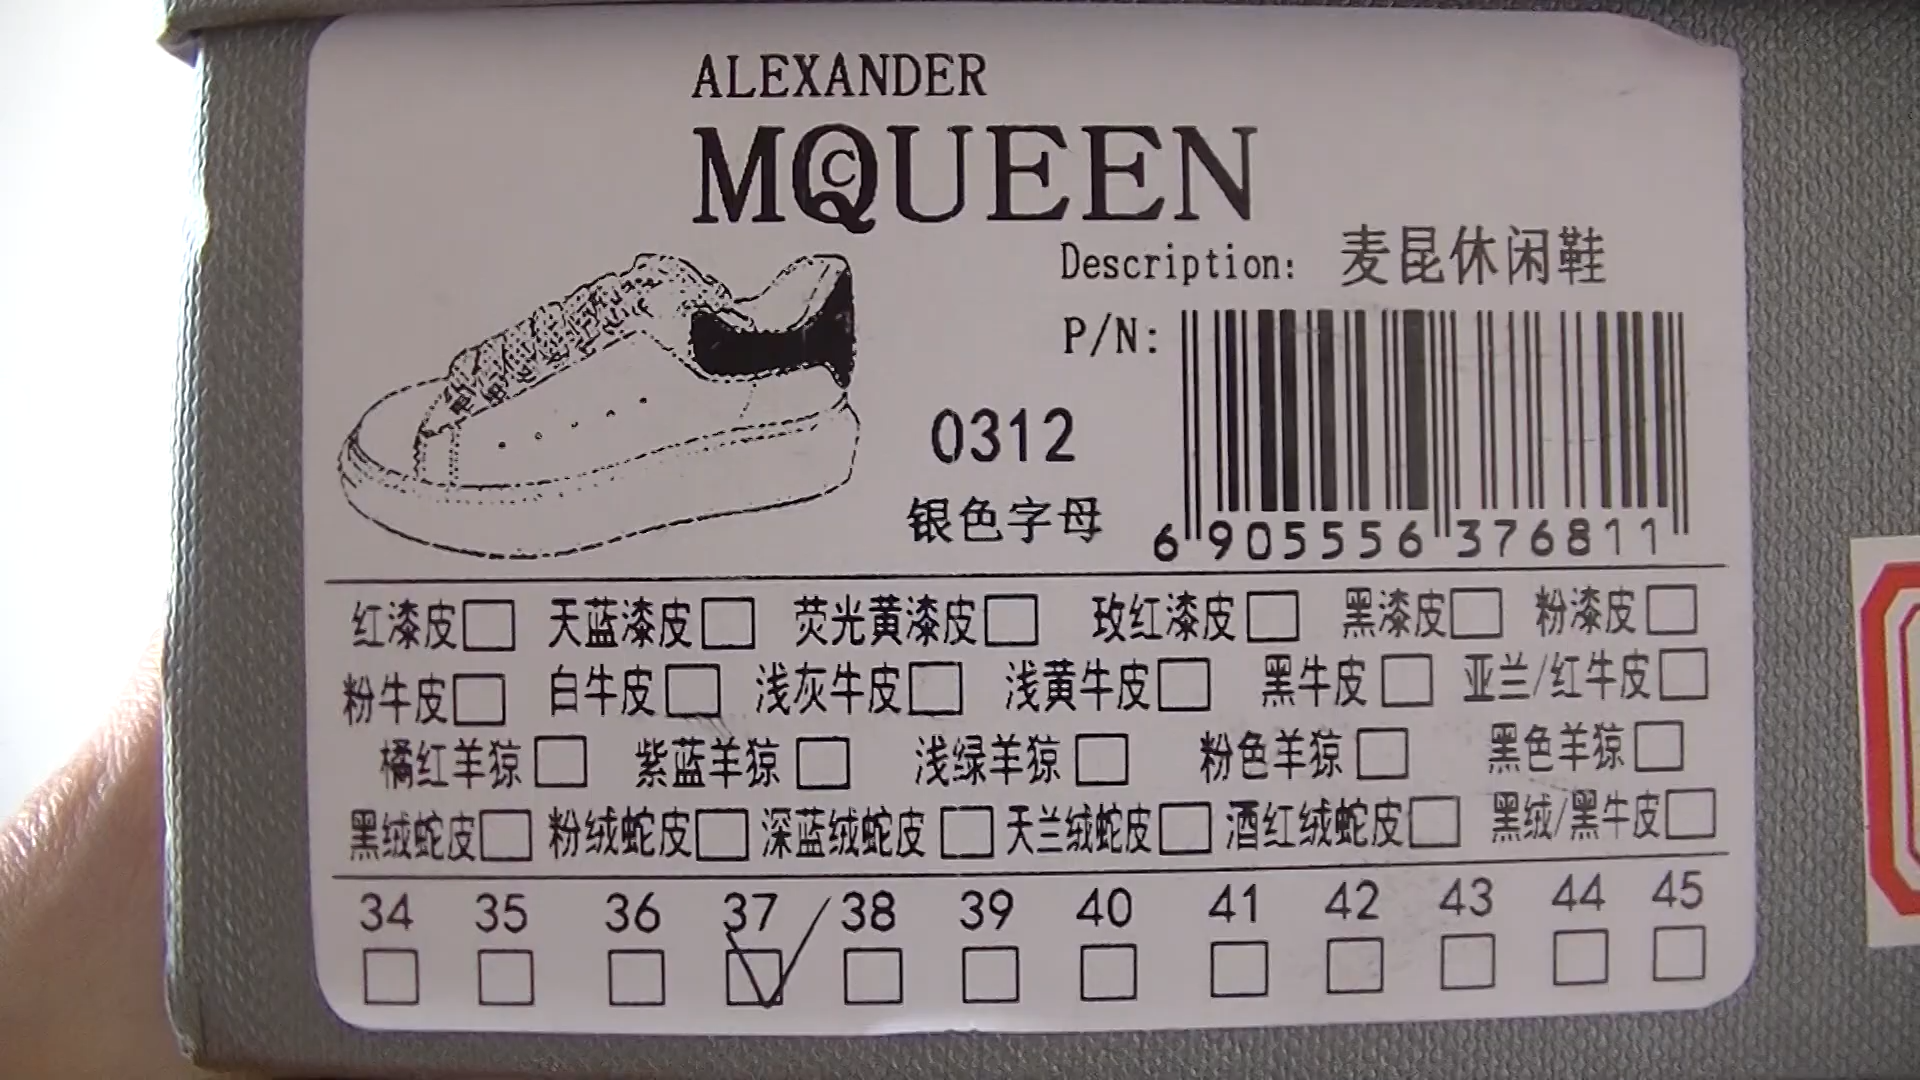 ALEXANDER
McQUEEN
Description: 麦昆休闲鞋
P/N:
0312
银色字母
6 905556 376811
红漆皮 天蓝漆皮 荧光黄漆皮 玫红漆皮 黑漆皮 粉漆皮
粉牛皮 白牛皮 浅灰牛皮 浅黄牛皮 黑牛皮 亚兰/红牛皮
橘红羊猄 紫蓝羊猄 浅绿羊猄 粉色羊猄 黑色羊猄
黑绒蛇皮 粉绒蛇皮 深蓝绒蛇皮 天兰绒蛇皮 酒红绒蛇皮 黑绒/黑牛皮
34 35 36 37 38 39 40 41 42 43 44 45